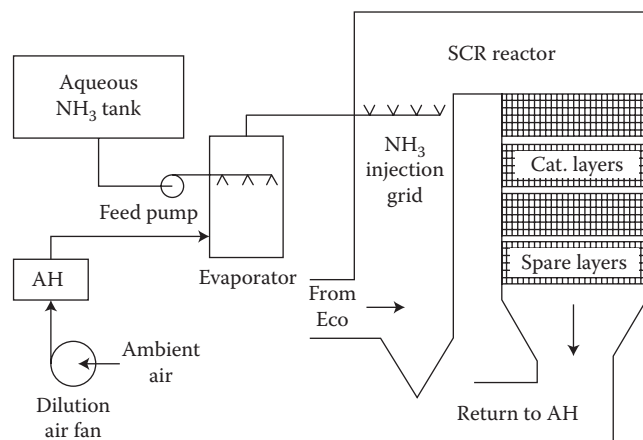 Aqueous
NH₃ tank
SCR reactor
NH₃
injection
grid
Cat. layers
Feed pump
Evaporator
Spare layers
AH
From
Eco
Ambient
air
Dilution
air fan
Return to AH